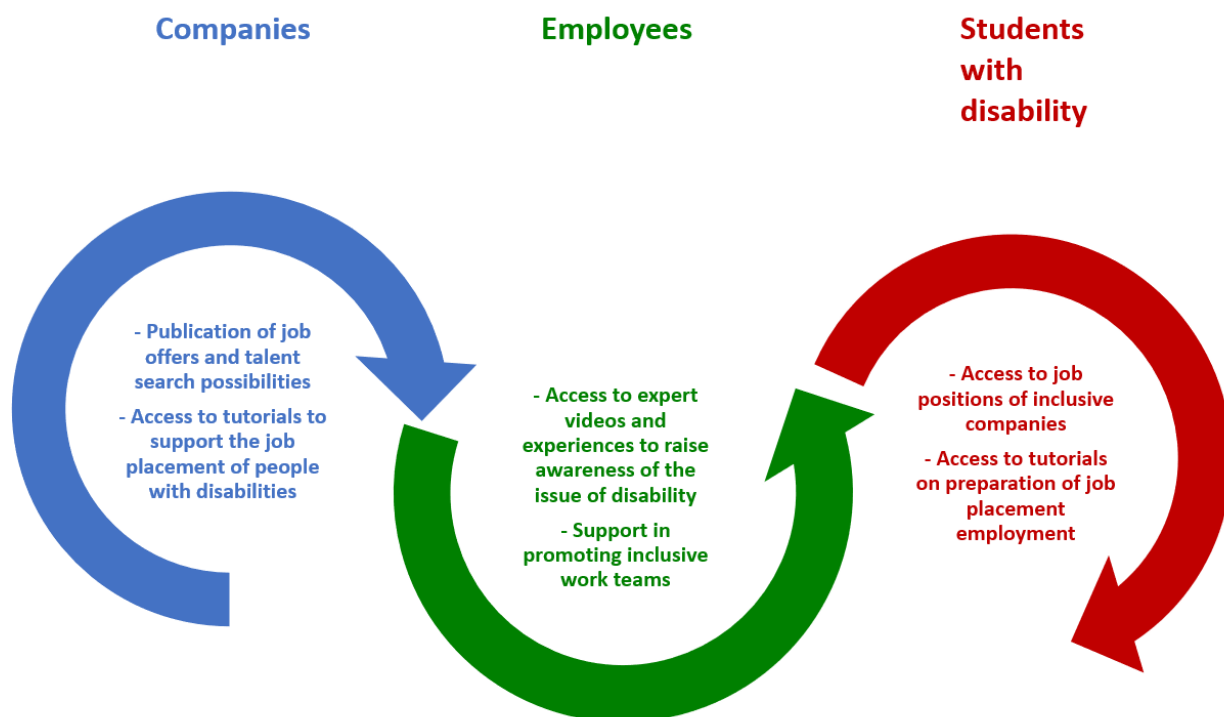 Companies
Employees
Students
with
disability
- Publication of job
offers and talent
search possibilities
- Access to tutorials to
support the job
placement of people
with disabilities
- Access to expert
videos and
experiences to raise
awareness of the
issue of disability
- Support in
promoting inclusive
work teams
- Access to job
positions of inclusive
companies
- Access to tutorials
on preparation of job
placement
employment